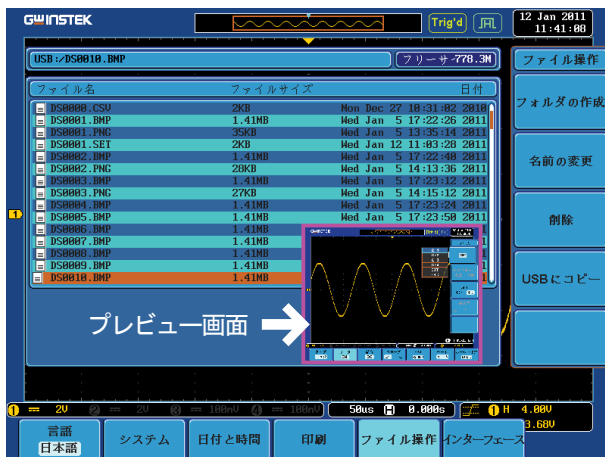 GWINSTEK
Trig'd
12 Jan 2011
11:41:08
USB:/DS0010.BMP
フリーサ-778.3M
ファイル操作
ファイル名 ファイルサイズ 日付
DS0000.CSV 2KB Mon Dec 27 10:31:02 2010
DS0001.BMP 1.41MB Wed Jan 5 17:22:26 2011
DS0001.PNG 35KB Wed Jan 5 13:35:14 2011
DS0001.SET 2KB Wed Jan 12 11:03:28 2011
DS0002.BMP 1.41MB Wed Jan 5 17:22:40 2011
DS0002.PNG 28KB Wed Jan 5 14:13:36 2011
DS0003.BMP 1.41MB Wed Jan 5 17:23:12 2011
DS0003.PNG 27KB Wed Jan 5 14:15:12 2011
DS0004.BMP 1.41MB Wed Jan 5 17:23:24 2011
DS0005.BMP 1.41MB Wed Jan 5 17:23:50 2011
DS0006.BMP 1.41MB
DS0007.BMP 1.41MB
DS0008.BMP 1.41MB
DS0009.BMP 1.41MB
DS0010.BMP 1.41MB
フォルダの作成
名前の変更
削除
USBにコピー
プレビュー画面
1
1 2V 2 2V 3 100mV 4 100mV 50us H 0.000s 1 H 4.00V
3.68V
言語
日本語
システム
日付と時間
印刷
ファイル操作
インターフェース